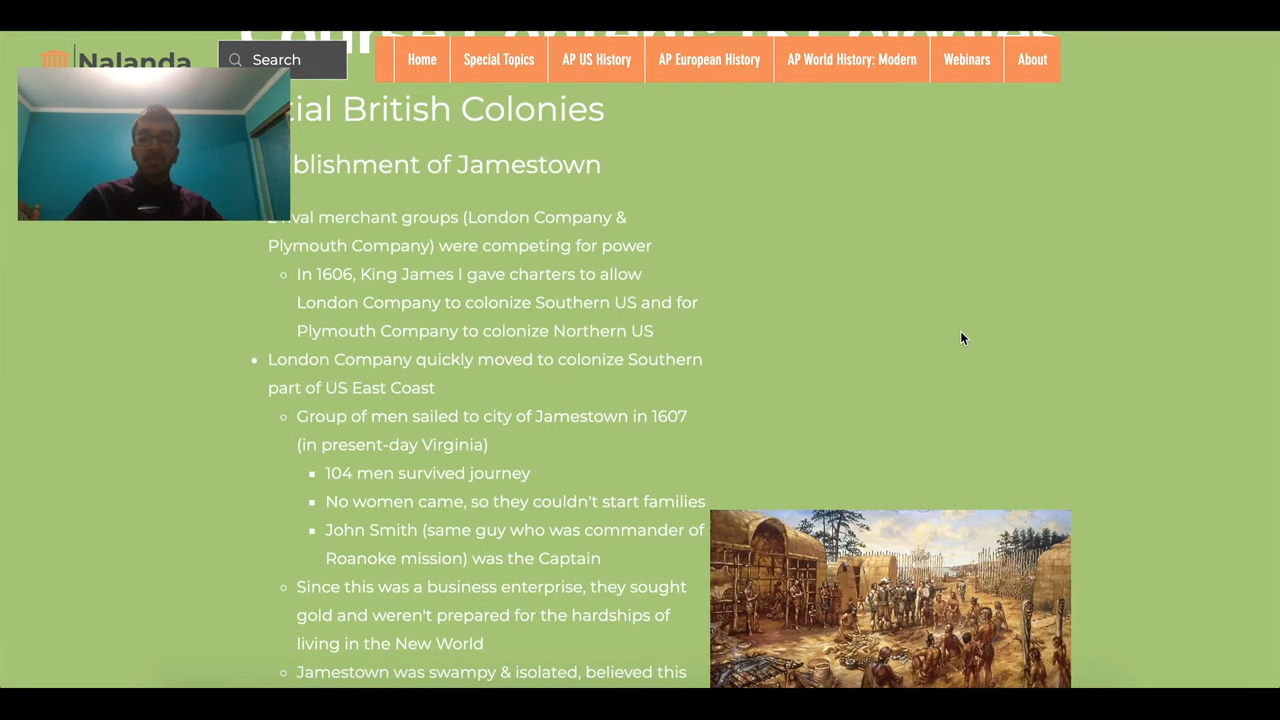 Nalanda
Search
Home
Special Topics
AP US History
AP European History
AP World History: Modern
Webinars
About
tial British Colonies
blishment of Jamestown
rival merchant groups (London Company &
Plymouth Company) were competing for power
In 1606, King James I gave charters to allow
London Company to colonize Southern US and for
Plymouth Company to colonize Northern US
London Company quickly moved to colonize Southern
part of US East Coast
Group of men sailed to city of Jamestown in 1607
(in present-day Virginia)
104 men survived journey
No women came, so they couldn't start families
John Smith (same guy who was commander of
Roanoke mission) was the Captain
Since this was a business enterprise, they sought
gold and weren't prepared for the hardships of
living in the New World
Jamestown was swampy & isolated, believed this